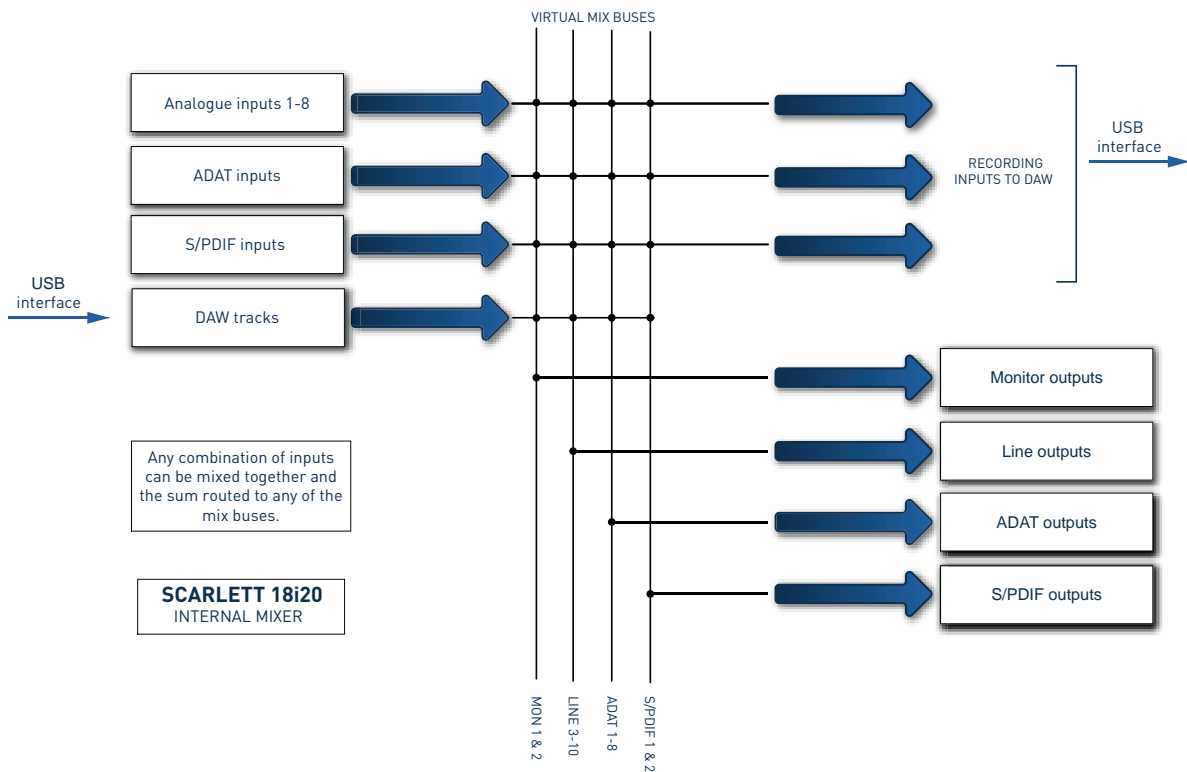 VIRTUAL MIX BUSES
Analogue inputs 1-8
ADAT inputs
S/PDIF inputs
DAW tracks
USB
interface
RECORDING
INPUTS TO DAW
USB
interface
Monitor outputs
Line outputs
ADAT outputs
S/PDIF outputs
Any combination of inputs
can be mixed together and
the sum routed to any of the
mix buses.
SCARLETT 18i20
INTERNAL MIXER
MON 1 & 2
LINE 3-10
ADAT 1-8
S/PDIF 1 & 2